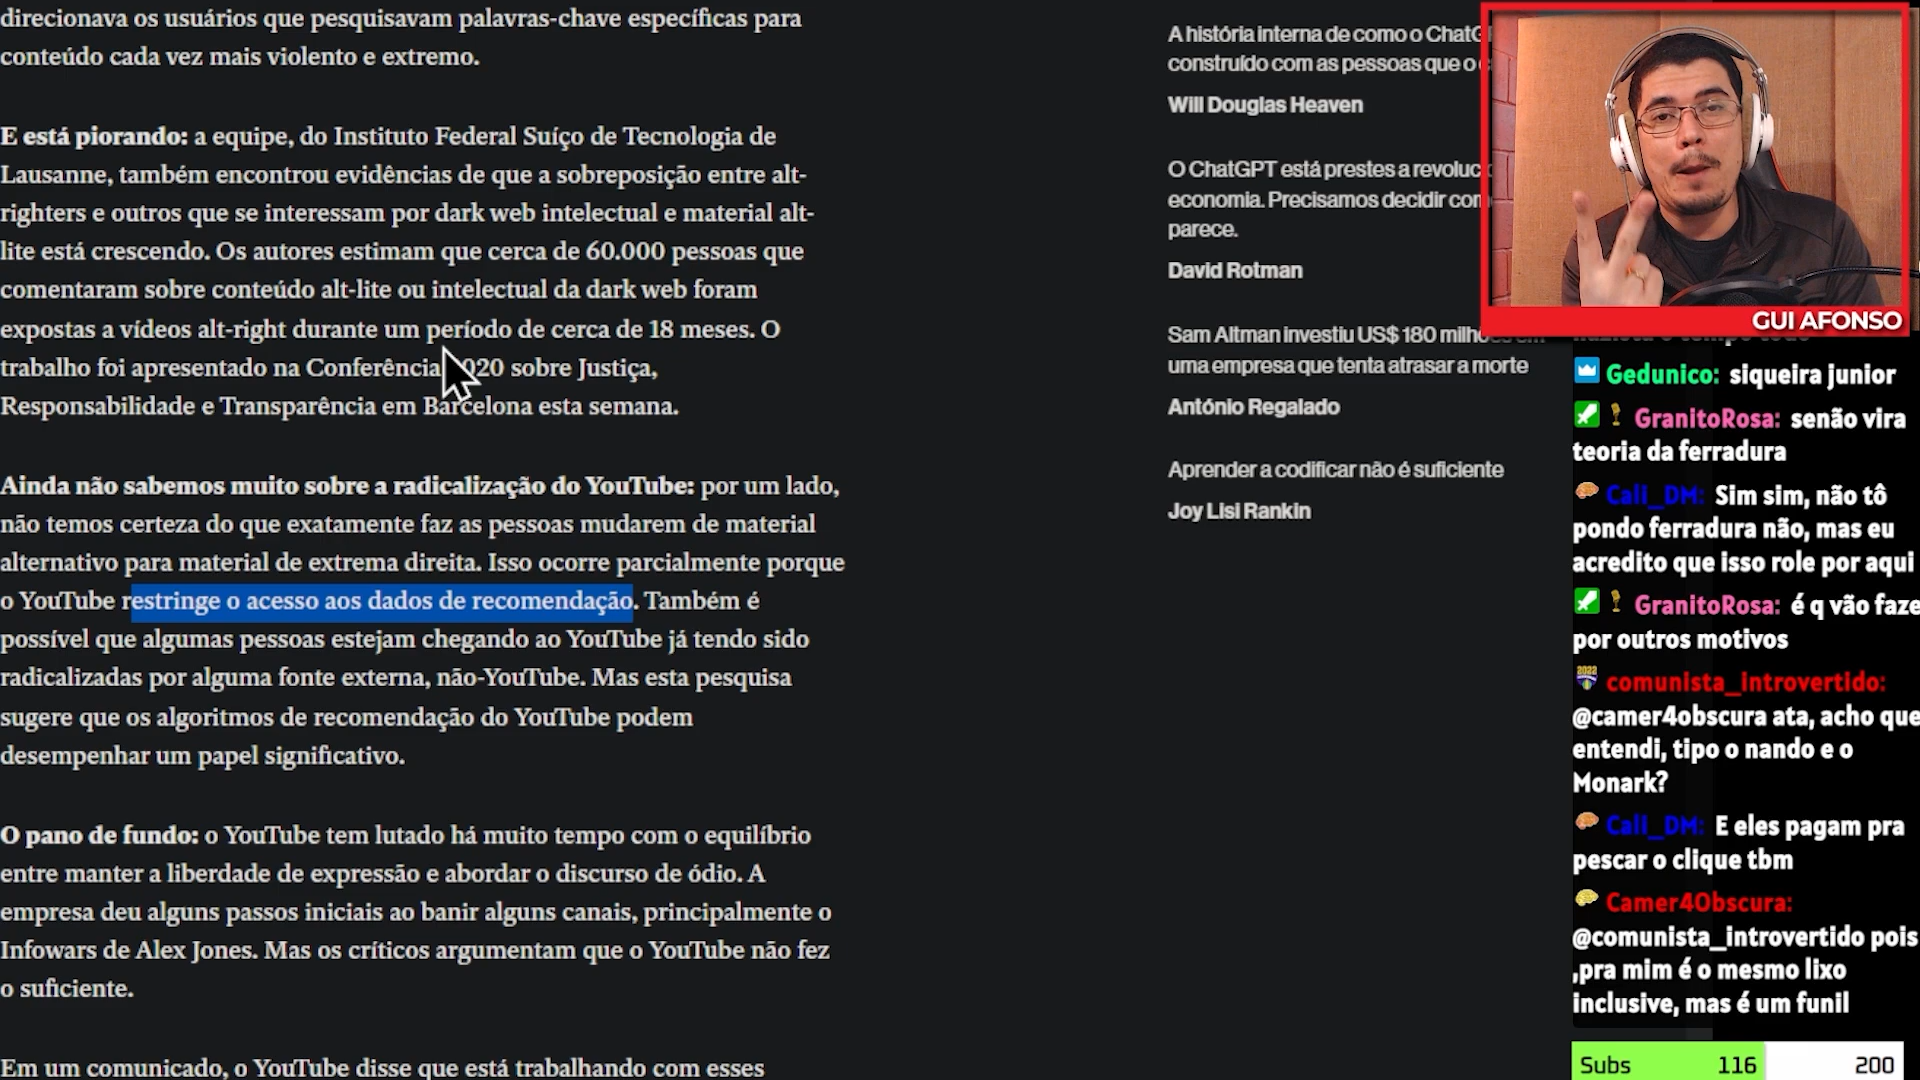 direcionava os usuários que pesquisavam palavras-chave específicas para
conteúdo cada vez mais violento e extremo.
E está piorando: a equipe, do Instituto Federal Suíço de Tecnologia de
Lausanne, também encontrou evidências de que a sobreposição entre alt-
righters e outros que se interessam por dark web intelectual e material alt-
lite está crescendo. Os autores estimam que cerca de 60.000 pessoas que
comentaram sobre conteúdo alt-lite ou intelectual da dark web foram
expostas a vídeos alt-right durante um período de cerca de 18 meses. O
trabalho foi apresentado na Conferência 2020 sobre Justiça,
Responsabilidade e Transparência em Barcelona esta semana.
Ainda não sabemos muito sobre a radicalização do YouTube: por um lado,
não temos certeza do que exatamente faz as pessoas mudarem de material
alternativo para material de extrema direita. Isso ocorre parcialmente porque
o YouTube restringe o acesso aos dados de recomendação. Também é
possível que algumas pessoas estejam chegando ao YouTube já tendo sido
radicalizadas por alguma fonte externa, não-YouTube. Mas esta pesquisa
sugere que os algoritmos de recomendação do YouTube podem
desempenhar um papel significativo.
O pano de fundo: o YouTube tem lutado há muito tempo com o equilíbrio
entre manter a liberdade de expressão e abordar o discurso de ódio. A
empresa deu alguns passos iniciais ao banir alguns canais, principalmente o
Infowars de Alex Jones. Mas os críticos argumentam que o YouTube não fez
o suficiente.
Em um comunicado, o YouTube disse que está trabalhando com esses
A história interna de como o ChatG
construído com as pessoas que o
Will Douglas Heaven
O ChatGPT está prestes a revoluc
economia. Precisamos decidir com
parece.
David Rotman
Sam Altman investiu US$ 180 milhões em
uma empresa que tenta atrasar a morte
António Regalado
Aprender a codificar não é suficiente
Joy Lisi Rankin
GUI AFONSO
Gedunico: siqueira junior
GranitoRosa: senão vira
teoria da ferradura
Cali_DM: Sim sim, não tô
pondo ferradura não, mas eu
acredito que isso role por aqui
GranitoRosa: é q vão faze
por outros motivos
2022
comunista_introvertido:
@camer4obscura ata, acho que
entendi, tipo o nando e o
Monark?
Cali_DM: E eles pagam pra
pescar o clique tbm
Camer4Obscura:
@comunista_introvertido pois
,pra mim é o mesmo lixo
inclusive, mas é um funil
Subs 116 200